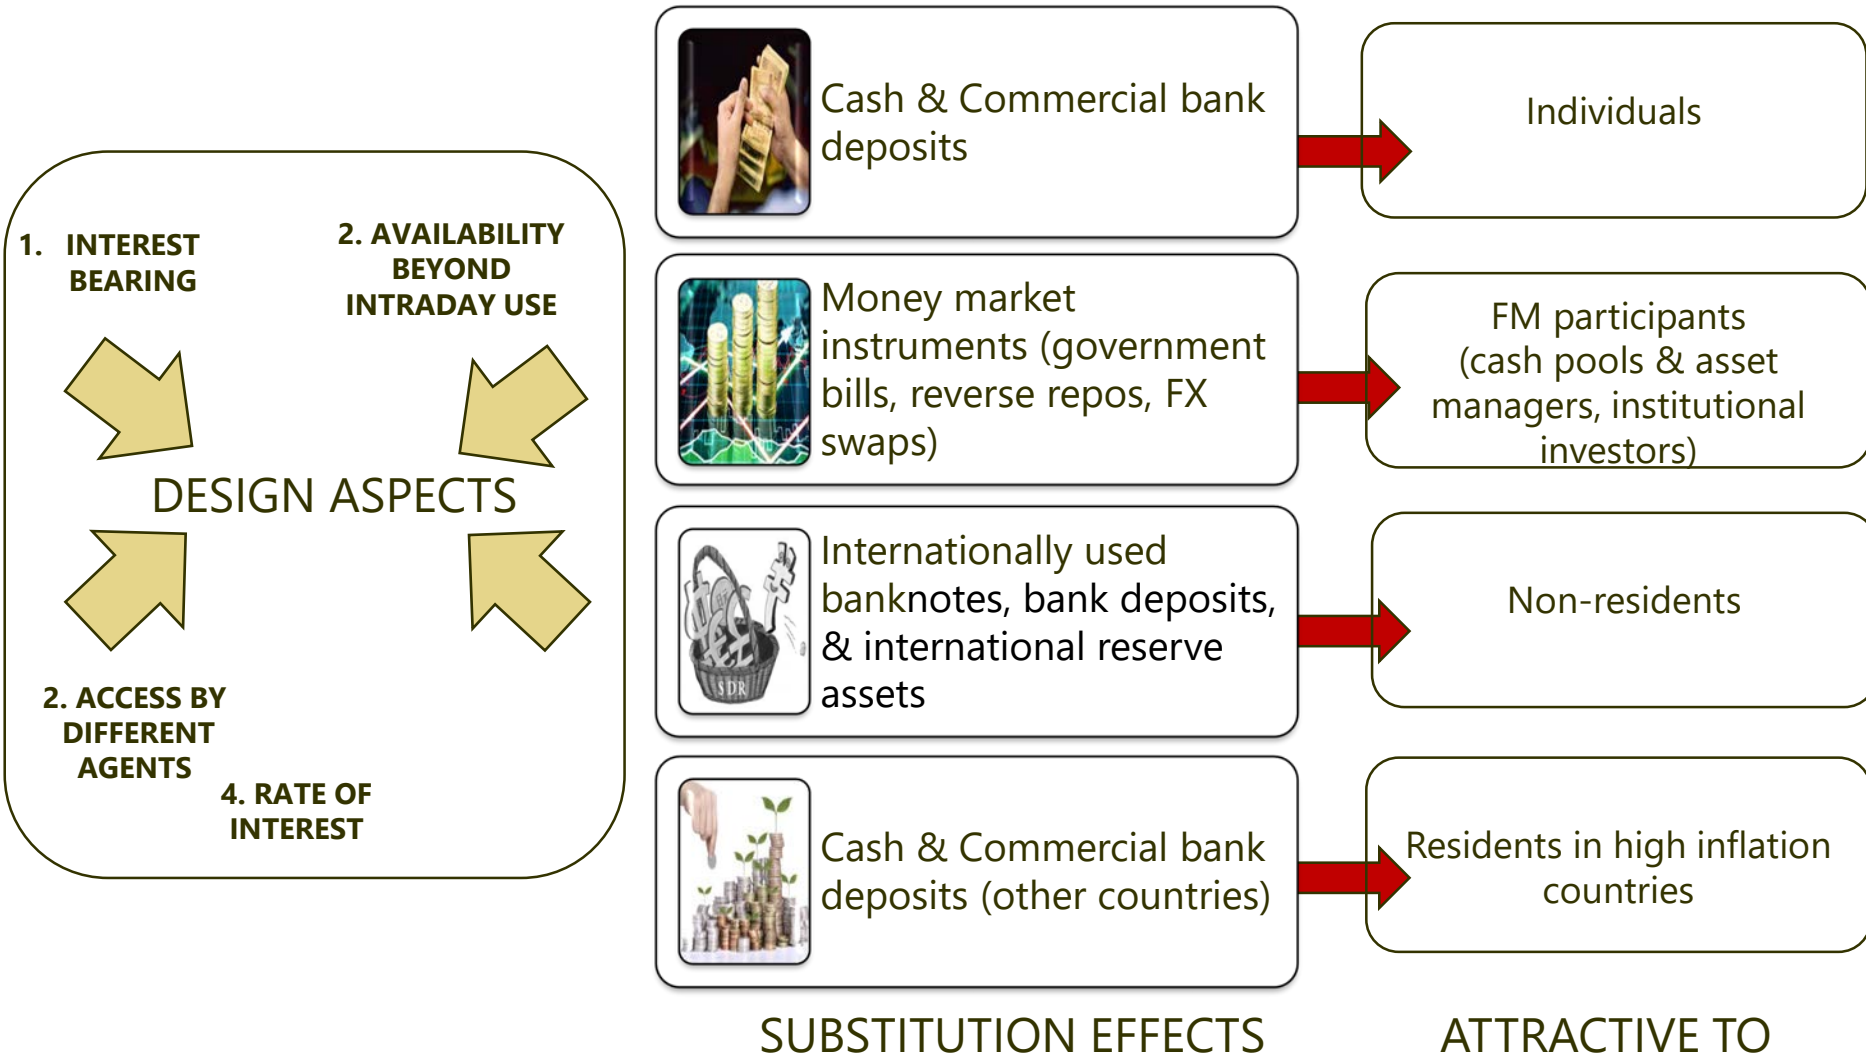 1. INTEREST
BEARING
2. AVAILABILITY
BEYOND
INTRADAY USE
DESIGN ASPECTS
2. ACCESS BY
DIFFERENT
AGENTS
4. RATE OF
INTEREST
Cash & Commercial bank
deposits
Individuals
Money market
instruments (government
bills, reverse repos, FX
swaps)
FM participants
(cash pools & asset
managers, institutional
investors)
Internationally used
banknotes, bank deposits,
& international reserve
assets
SDR
Non-residents
Cash & Commercial bank
deposits (other countries)
Residents in high inflation
countries
SUBSTITUTION EFFECTS
ATTRACTIVE TO